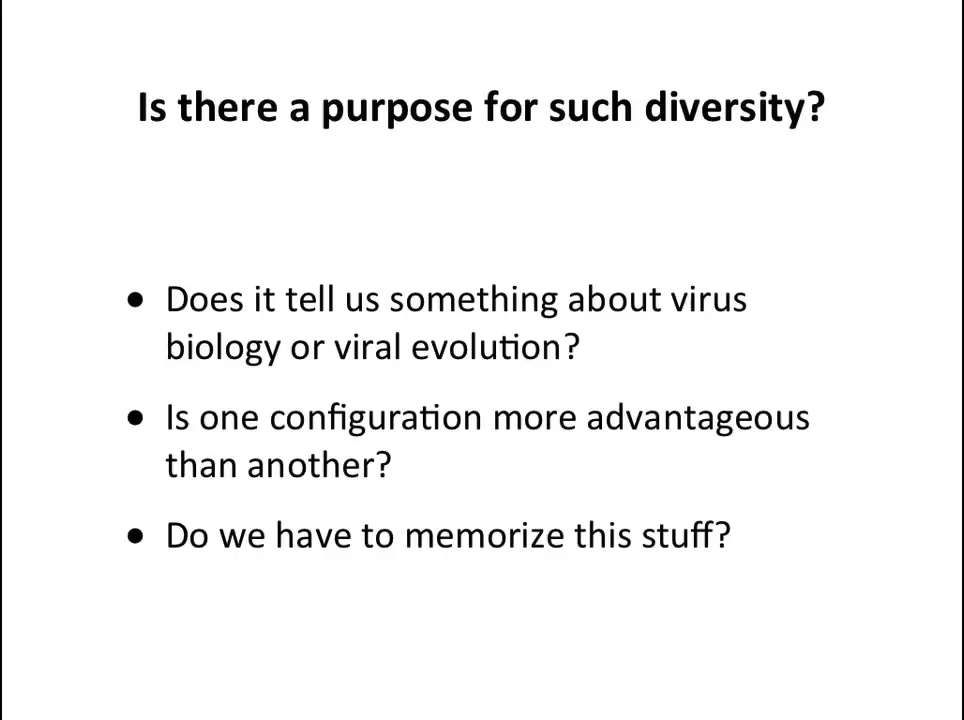 Is there a purpose for such diversity?
● Does it tell us something about virus
biology or viral evolution?
● Is one configuration more advantageous
than another?
● Do we have to memorize this stuff?